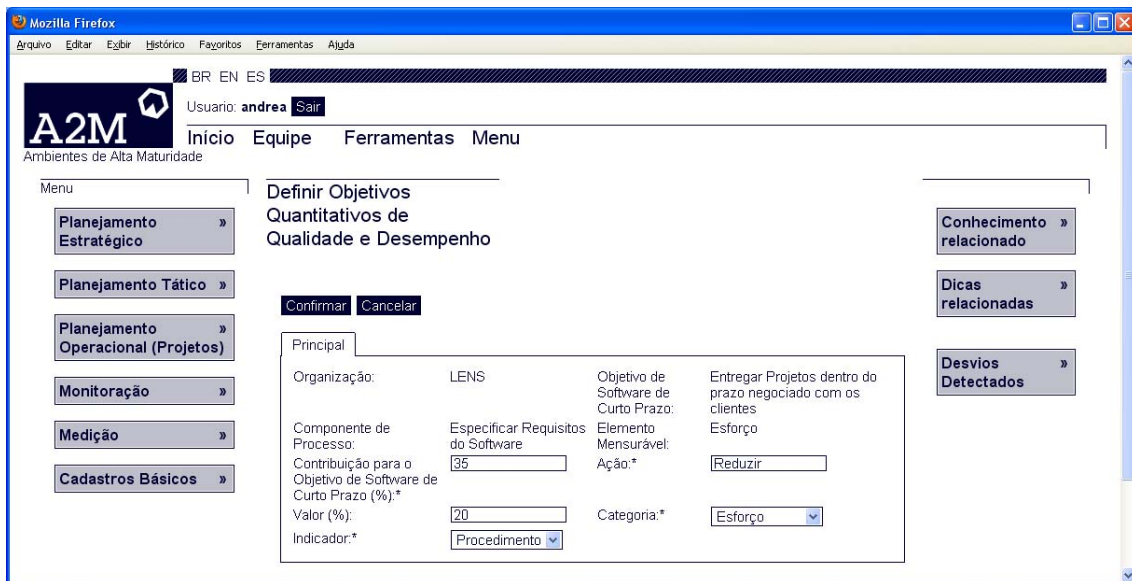 Mozilla Firefox
Arquivo Editar Exibir Histórico Favoritos Ferramentas Ajuda
BR EN ES
Usuario: andrea Sair
A2M
Início Equipe Ferramentas Menu
Ambientes de Alta Maturidade
Menu
Planejamento »
Estratégico
Planejamento Tático »
Planejamento »
Operacional (Projetos)
Monitoração »
Medição »
Cadastros Básicos »
Definir Objetivos
Quantitativos de
Qualidade e Desempenho
Confirmar Cancelar
Principal
Organização: LENS
Objetivo de
Software de
Curto Prazo:
Entregar Projetos dentro do
prazo negociado com os
clientes
Componente de
Processo:
Especificar Requisitos
do Software
Elemento
Mensurável:
Esforço
Contribuição para o
Objetivo de Software de
Curto Prazo (%):*
35
Ação:* Reduzir
Valor (%): 20
Categoria:* Esforço
Indicador:* Procedimento
Conhecimento »
relacionado
Dicas »
relacionadas
Desvios »
Detectados